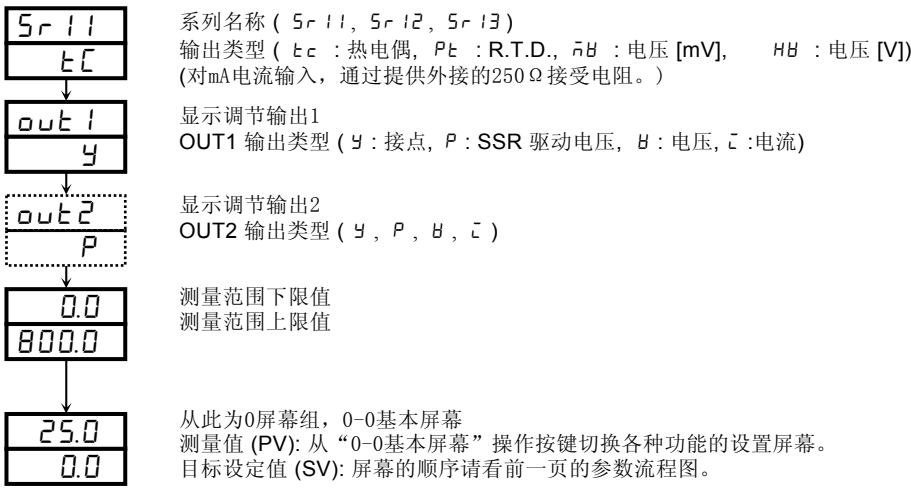 Sr11 系列名称 ( Sr11, Sr12, Sr13 )
tC 输出类型 ( tc :热电偶, Pt :R.T.D., :电压 [mV], :电压 [V])
(对mA电流输入，通过提供外接的250Ω接受电阻。)
out1 显示调节输出1
Y OUT1 输出类型 ( Y : 接点, P : SSR 驱动电压, : 电压, :电流)
out2 显示调节输出2
P OUT2 输出类型 ( Y , P , , )
0.0 测量范围下限值
800.0 测量范围上限值
从此为0屏幕组，0-0基本屏幕
25.0 测量值 (PV): 从“0-0基本屏幕”操作按键切换各种功能的设置屏幕。
0.0 目标设定值 (SV): 屏幕的顺序请看前一页的参数流程图。